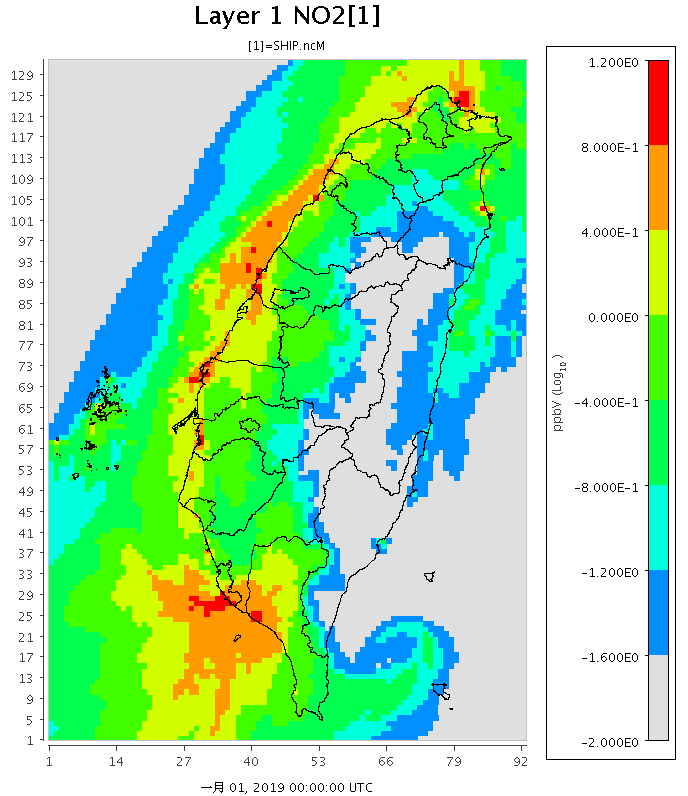 Layer 1 NO2[1]
[1]=SHIP.ncM
129
125
121
117
113
109
105
101
97
93
89
85
81
77
73
69
65
61
57
53
49
45
41
37
33
29
25
21
17
13
9
5
1
1 14 27 40 53 66 79 92
一月 01, 2019 00:00:00 UTC
1.200E0
8.000E-1
4.000E-1
0.000E0
-4.000E-1
-8.000E-1
-1.200E0
-1.600E0
-2.000E0
ppbV (Log10)